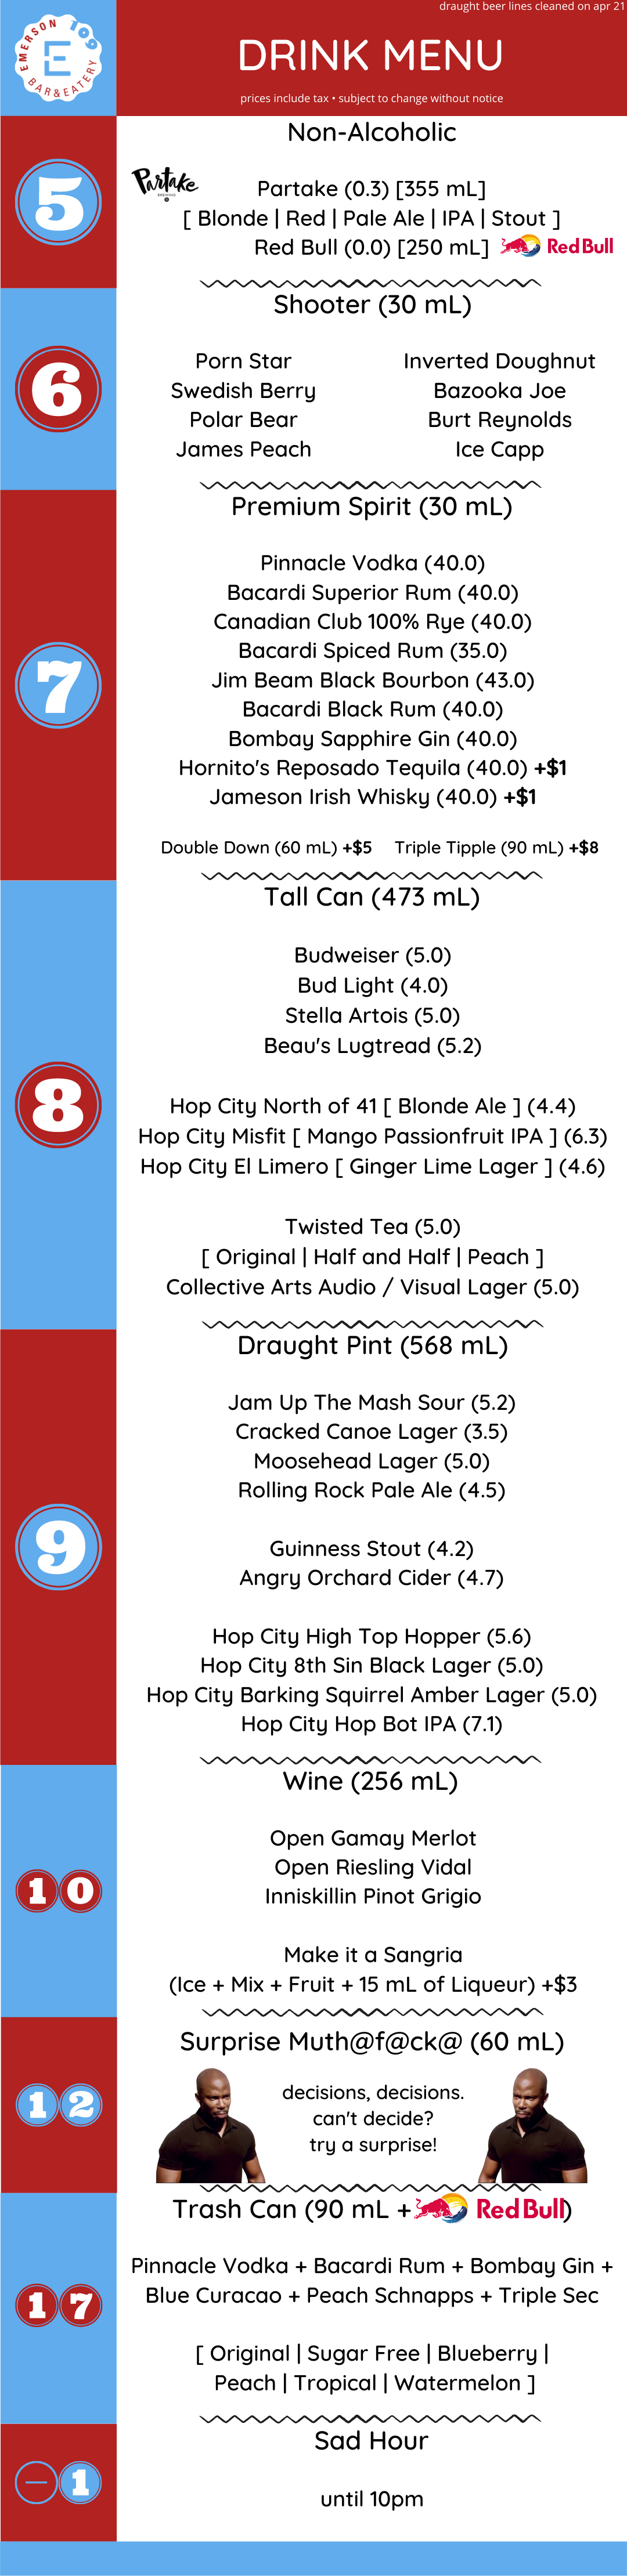 draught beer lines cleaned on apr 21
EMERSON 109
E
BAR & EATERY
DRINK MENU
prices include tax • subject to change without notice
5
Non-Alcoholic
Partake
BREWING
Partake (0.3) [355 mL]
[ Blonde | Red | Pale Ale | IPA | Stout ]
Red Bull (0.0) [250 mL] Red Bull
6
Shooter (30 mL)
Porn Star Inverted Doughnut
Swedish Berry Bazooka Joe
Polar Bear Burt Reynolds
James Peach Ice Capp
7
Premium Spirit (30 mL)
Pinnacle Vodka (40.0)
Bacardi Superior Rum (40.0)
Canadian Club 100% Rye (40.0)
Bacardi Spiced Rum (35.0)
Jim Beam Black Bourbon (43.0)
Bacardi Black Rum (40.0)
Bombay Sapphire Gin (40.0)
Hornito's Reposado Tequila (40.0) +$1
Jameson Irish Whisky (40.0) +$1
Double Down (60 mL) +$5 Triple Tipple (90 mL) +$8
8
Tall Can (473 mL)
Budweiser (5.0)
Bud Light (4.0)
Stella Artois (5.0)
Beau's Lugtread (5.2)
Hop City North of 41 [ Blonde Ale ] (4.4)
Hop City Misfit [ Mango Passionfruit IPA ] (6.3)
Hop City El Limero [ Ginger Lime Lager ] (4.6)
Twisted Tea (5.0)
[ Original | Half and Half | Peach ]
Collective Arts Audio / Visual Lager (5.0)
9
Draught Pint (568 mL)
Jam Up The Mash Sour (5.2)
Cracked Canoe Lager (3.5)
Moosehead Lager (5.0)
Rolling Rock Pale Ale (4.5)
Guinness Stout (4.2)
Angry Orchard Cider (4.7)
Hop City High Top Hopper (5.6)
Hop City 8th Sin Black Lager (5.0)
Hop City Barking Squirrel Amber Lager (5.0)
Hop City Hop Bot IPA (7.1)
10
Wine (256 mL)
Open Gamay Merlot
Open Riesling Vidal
Inniskillin Pinot Grigio
Make it a Sangria
(Ice + Mix + Fruit + 15 mL of Liqueur) +$3
12
Surprise Muth@f@ck@ (60 mL)
decisions, decisions.
can't decide?
try a surprise!
17
Trash Can (90 mL + Red Bull)
Pinnacle Vodka + Bacardi Rum + Bombay Gin +
Blue Curacao + Peach Schnapps + Triple Sec
[ Original | Sugar Free | Blueberry |
Peach | Tropical | Watermelon ]
−1
Sad Hour
until 10pm